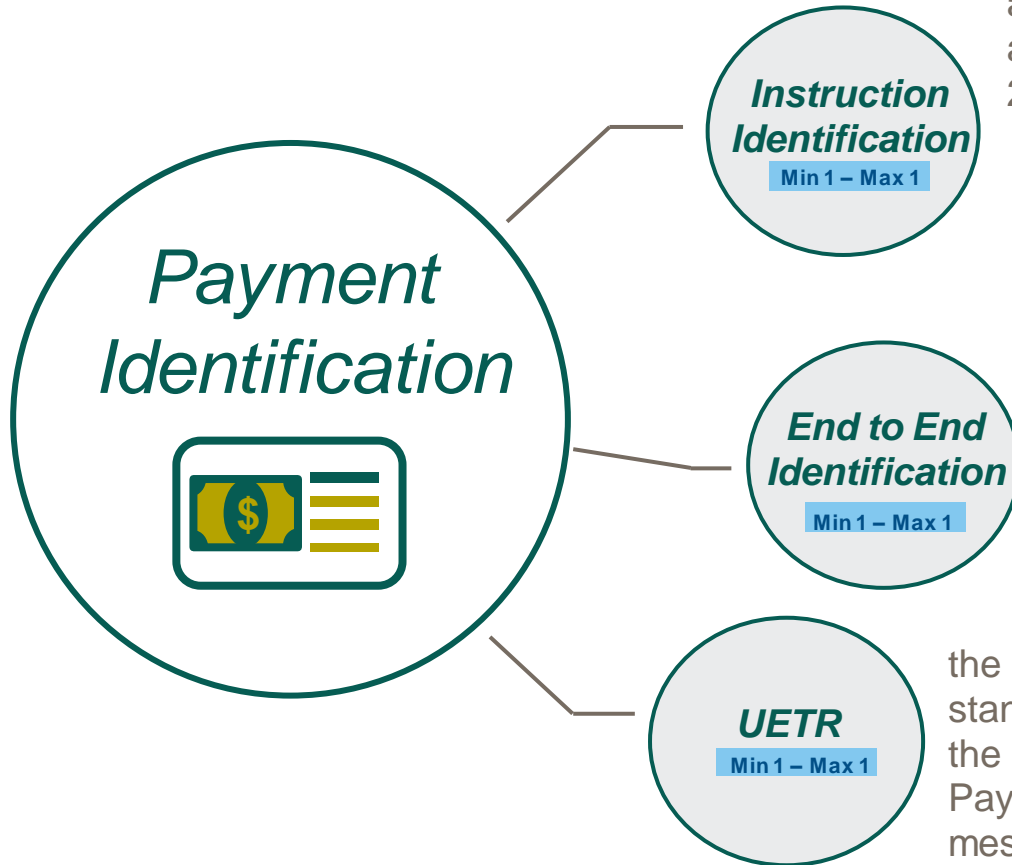 Payment
Identification
$
Instruction
Identification
Min 1 – Max 1
End to End
Identification
Min 1 – Max 1
UETR
Min 1 – Max 1
the
the